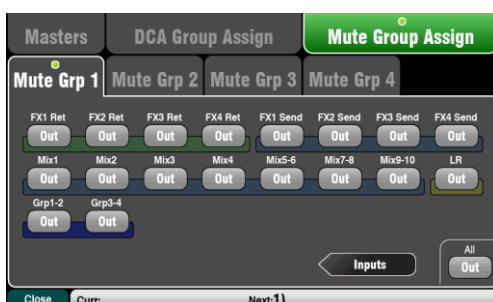 Masters DCA Group Assign Mute Group Assign
Mute Grp 1 Mute Grp 2 Mute Grp 3 Mute Grp 4
FX1 Ret FX2 Ret FX3 Ret FX4 Ret FX1 Send FX2 Send FX3 Send FX4 Send
Out Out Out Out Out Out Out Out
Mix1 Mix2 Mix3 Mix4 Mix5-6 Mix7-8 Mix9-10 LR
Out Out Out Out Out Out Out Out
Grp1-2 Grp3-4
Out Out
All
Inputs Out
Close Curr: Next:1)